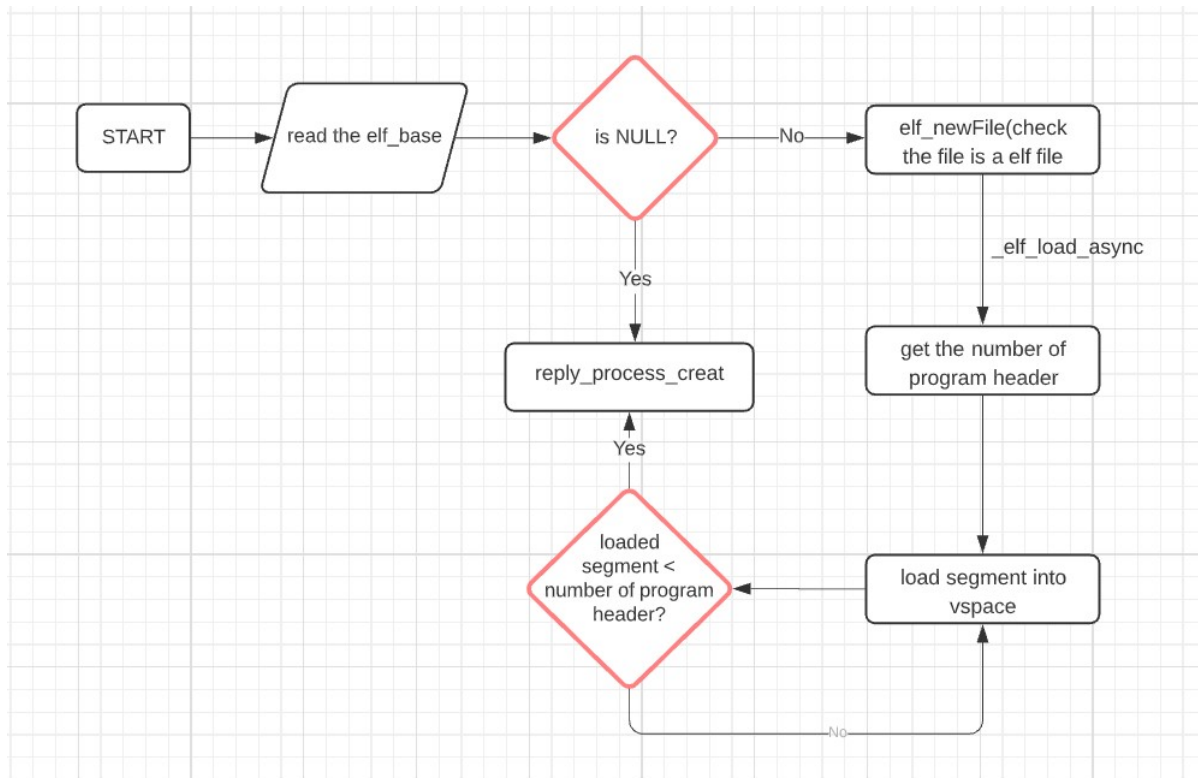 START
read the elf_base
is NULL?
No
elf_newFile(check
the file is a elf file
_elf_load_async
Yes
get the number of
program header
reply_process_creat
Yes
loaded
segment <
number of program
header?
load segment into
vspace
No